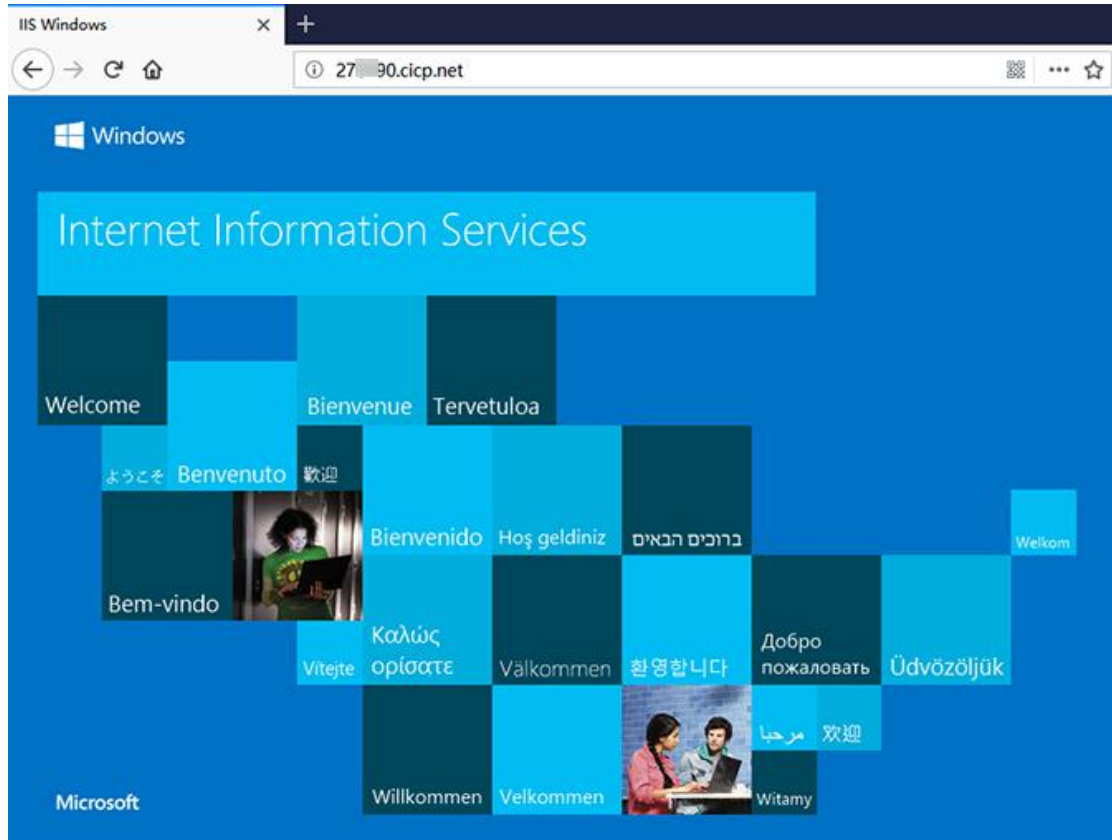 IIS Windows
90.cicp.net
Windows
Internet Information Services
Welcome
Bienvenue
Tervetuloa
ようこそ
Benvenuto
歡迎
Bienvenido
Hoş geldiniz
ברוכים הבאים
Welkom
Bem-vindo
Vítejte
Καλώς
ορίσατε
Välkommen
환영합니다
Добро
пожаловать
Üdvözöljük
مرحبا
欢迎
Microsoft
Willkommen
Velkommen
Witamy